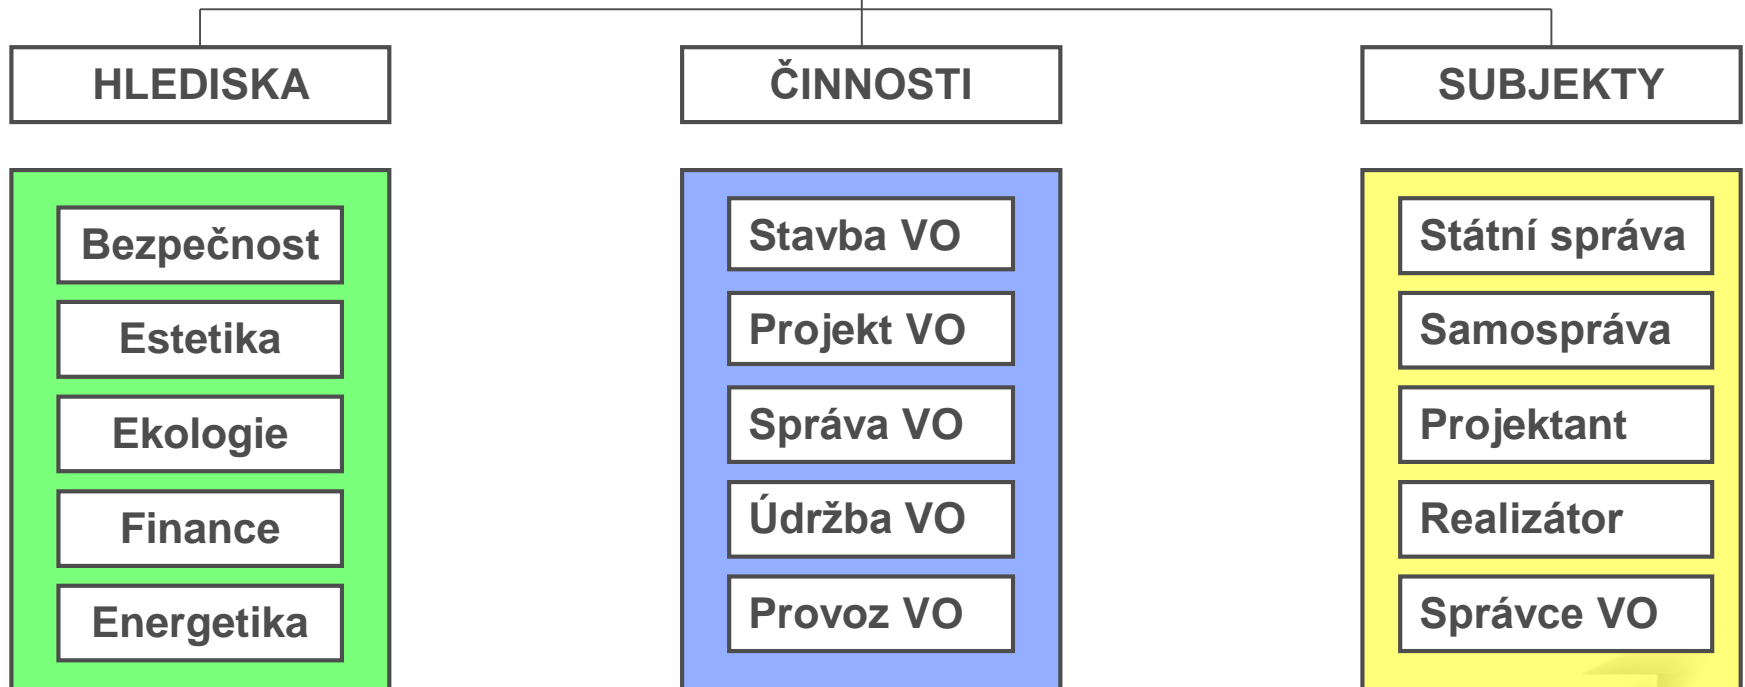 HLEDISKA
Bezpečnost
Estetika
Ekologie
Finance
Energetika
ČINNOSTI
Stavba VO
Projekt VO
Správa VO
Údržba VO
Provoz VO
SUBJEKTY
Státní správa
Samospráva
Projektant
Realizátor
Správce VO